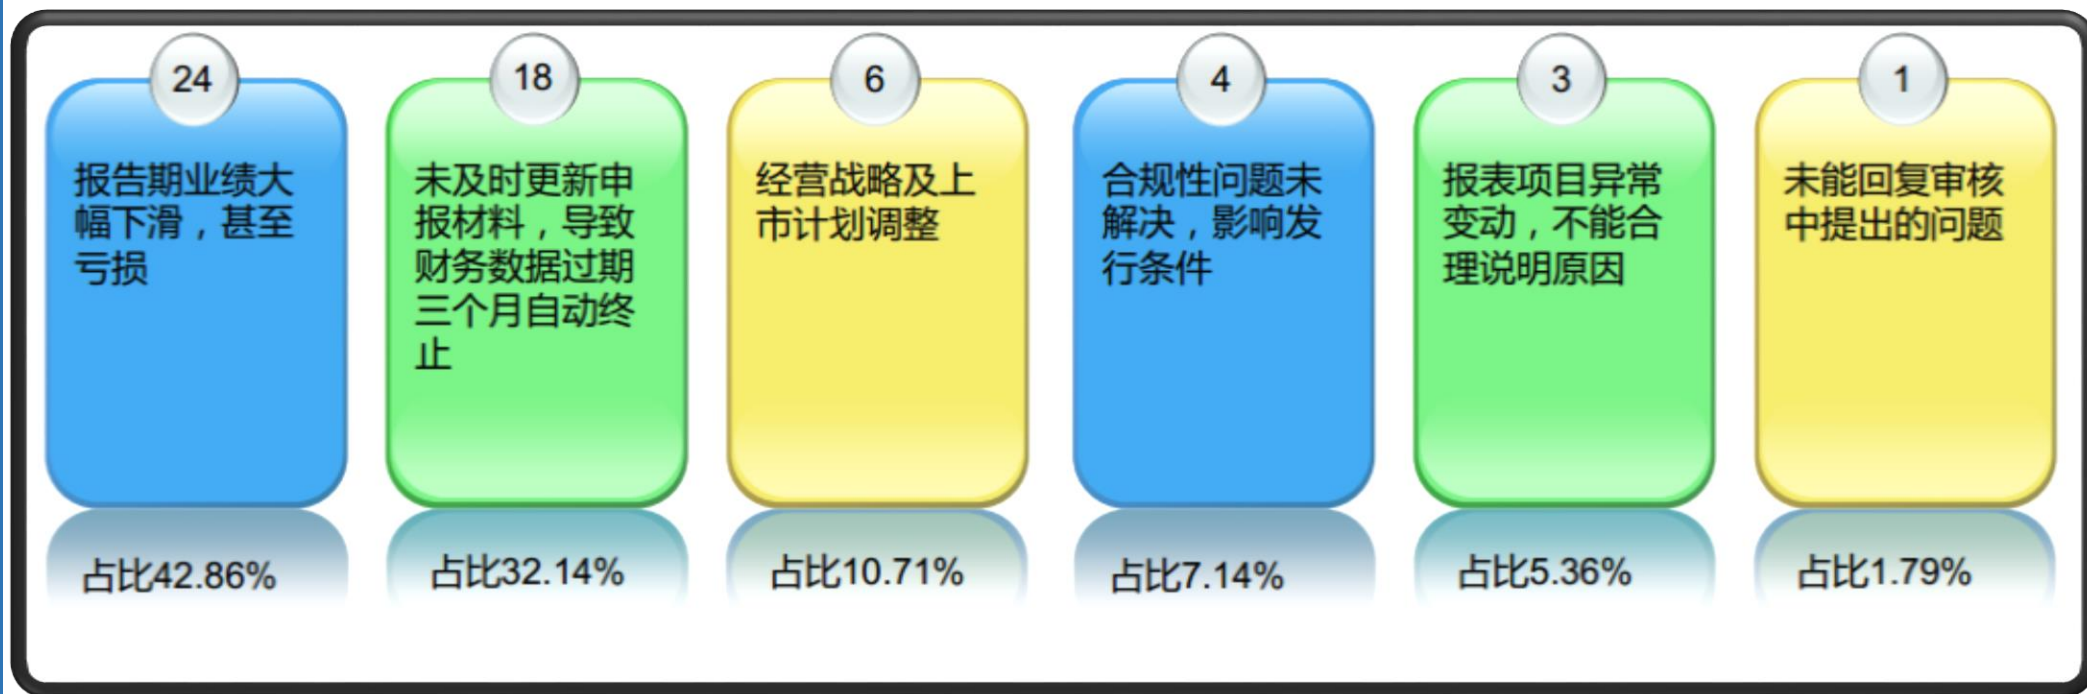 24
报告期业绩大
幅下滑，甚至
亏损
占比42.86%
18
未及时更新申
报材料，导致
财务数据过期
三个月自动终
止
占比32.14%
6
经营战略及上
市计划调整
占比10.71%
4
合规性问题未
解决，影响发
行条件
占比7.14%
3
报表项目异常
变动，不能合
理说明原因
占比5.36%
1
未能回复审核
中提出的问题
占比1.79%